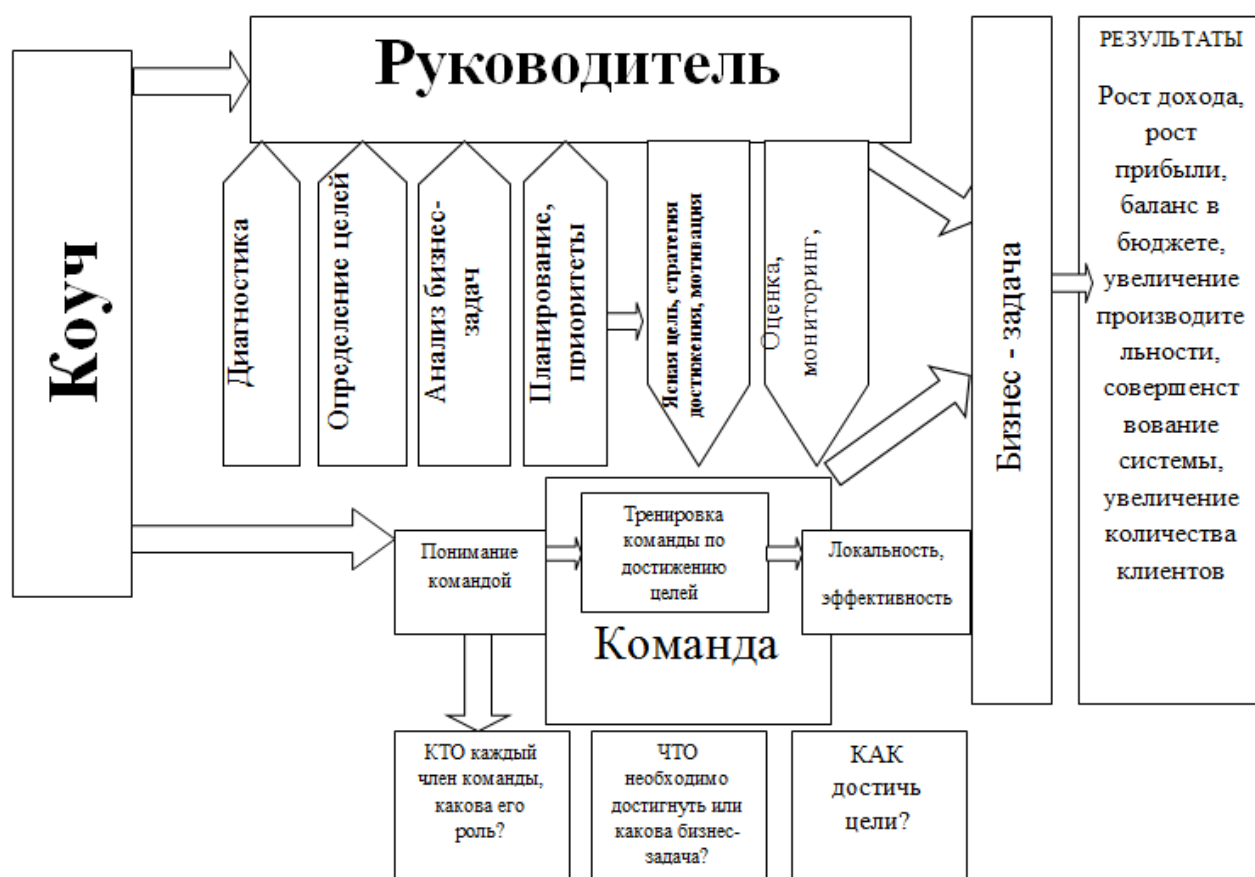 Руководитель
РЕЗУЛЬТАТЫ
Рост дохода,
рост
прибыли,
баланс в
бюджете,
увеличение
производите
льности,
совершенст
вование
системы,
увеличение
количества
клиентов
Коуч
Диагностика
Определение целей
Анализ бизнес-
задач
Планирование,
приоритеты
Ясная цель, стратегия
достижения, мотивация
Оценка,
мониторинг,
Бизнес - задача
Понимание
командой
Тренировка
команды по
достижению
целей
Команда
Локальность,
эффективность
КТО каждый
член команды,
какова его
роль?
ЧТО
необходимо
достигнуть или
какова бизнес-
задача?
КАК
достичь
цели?